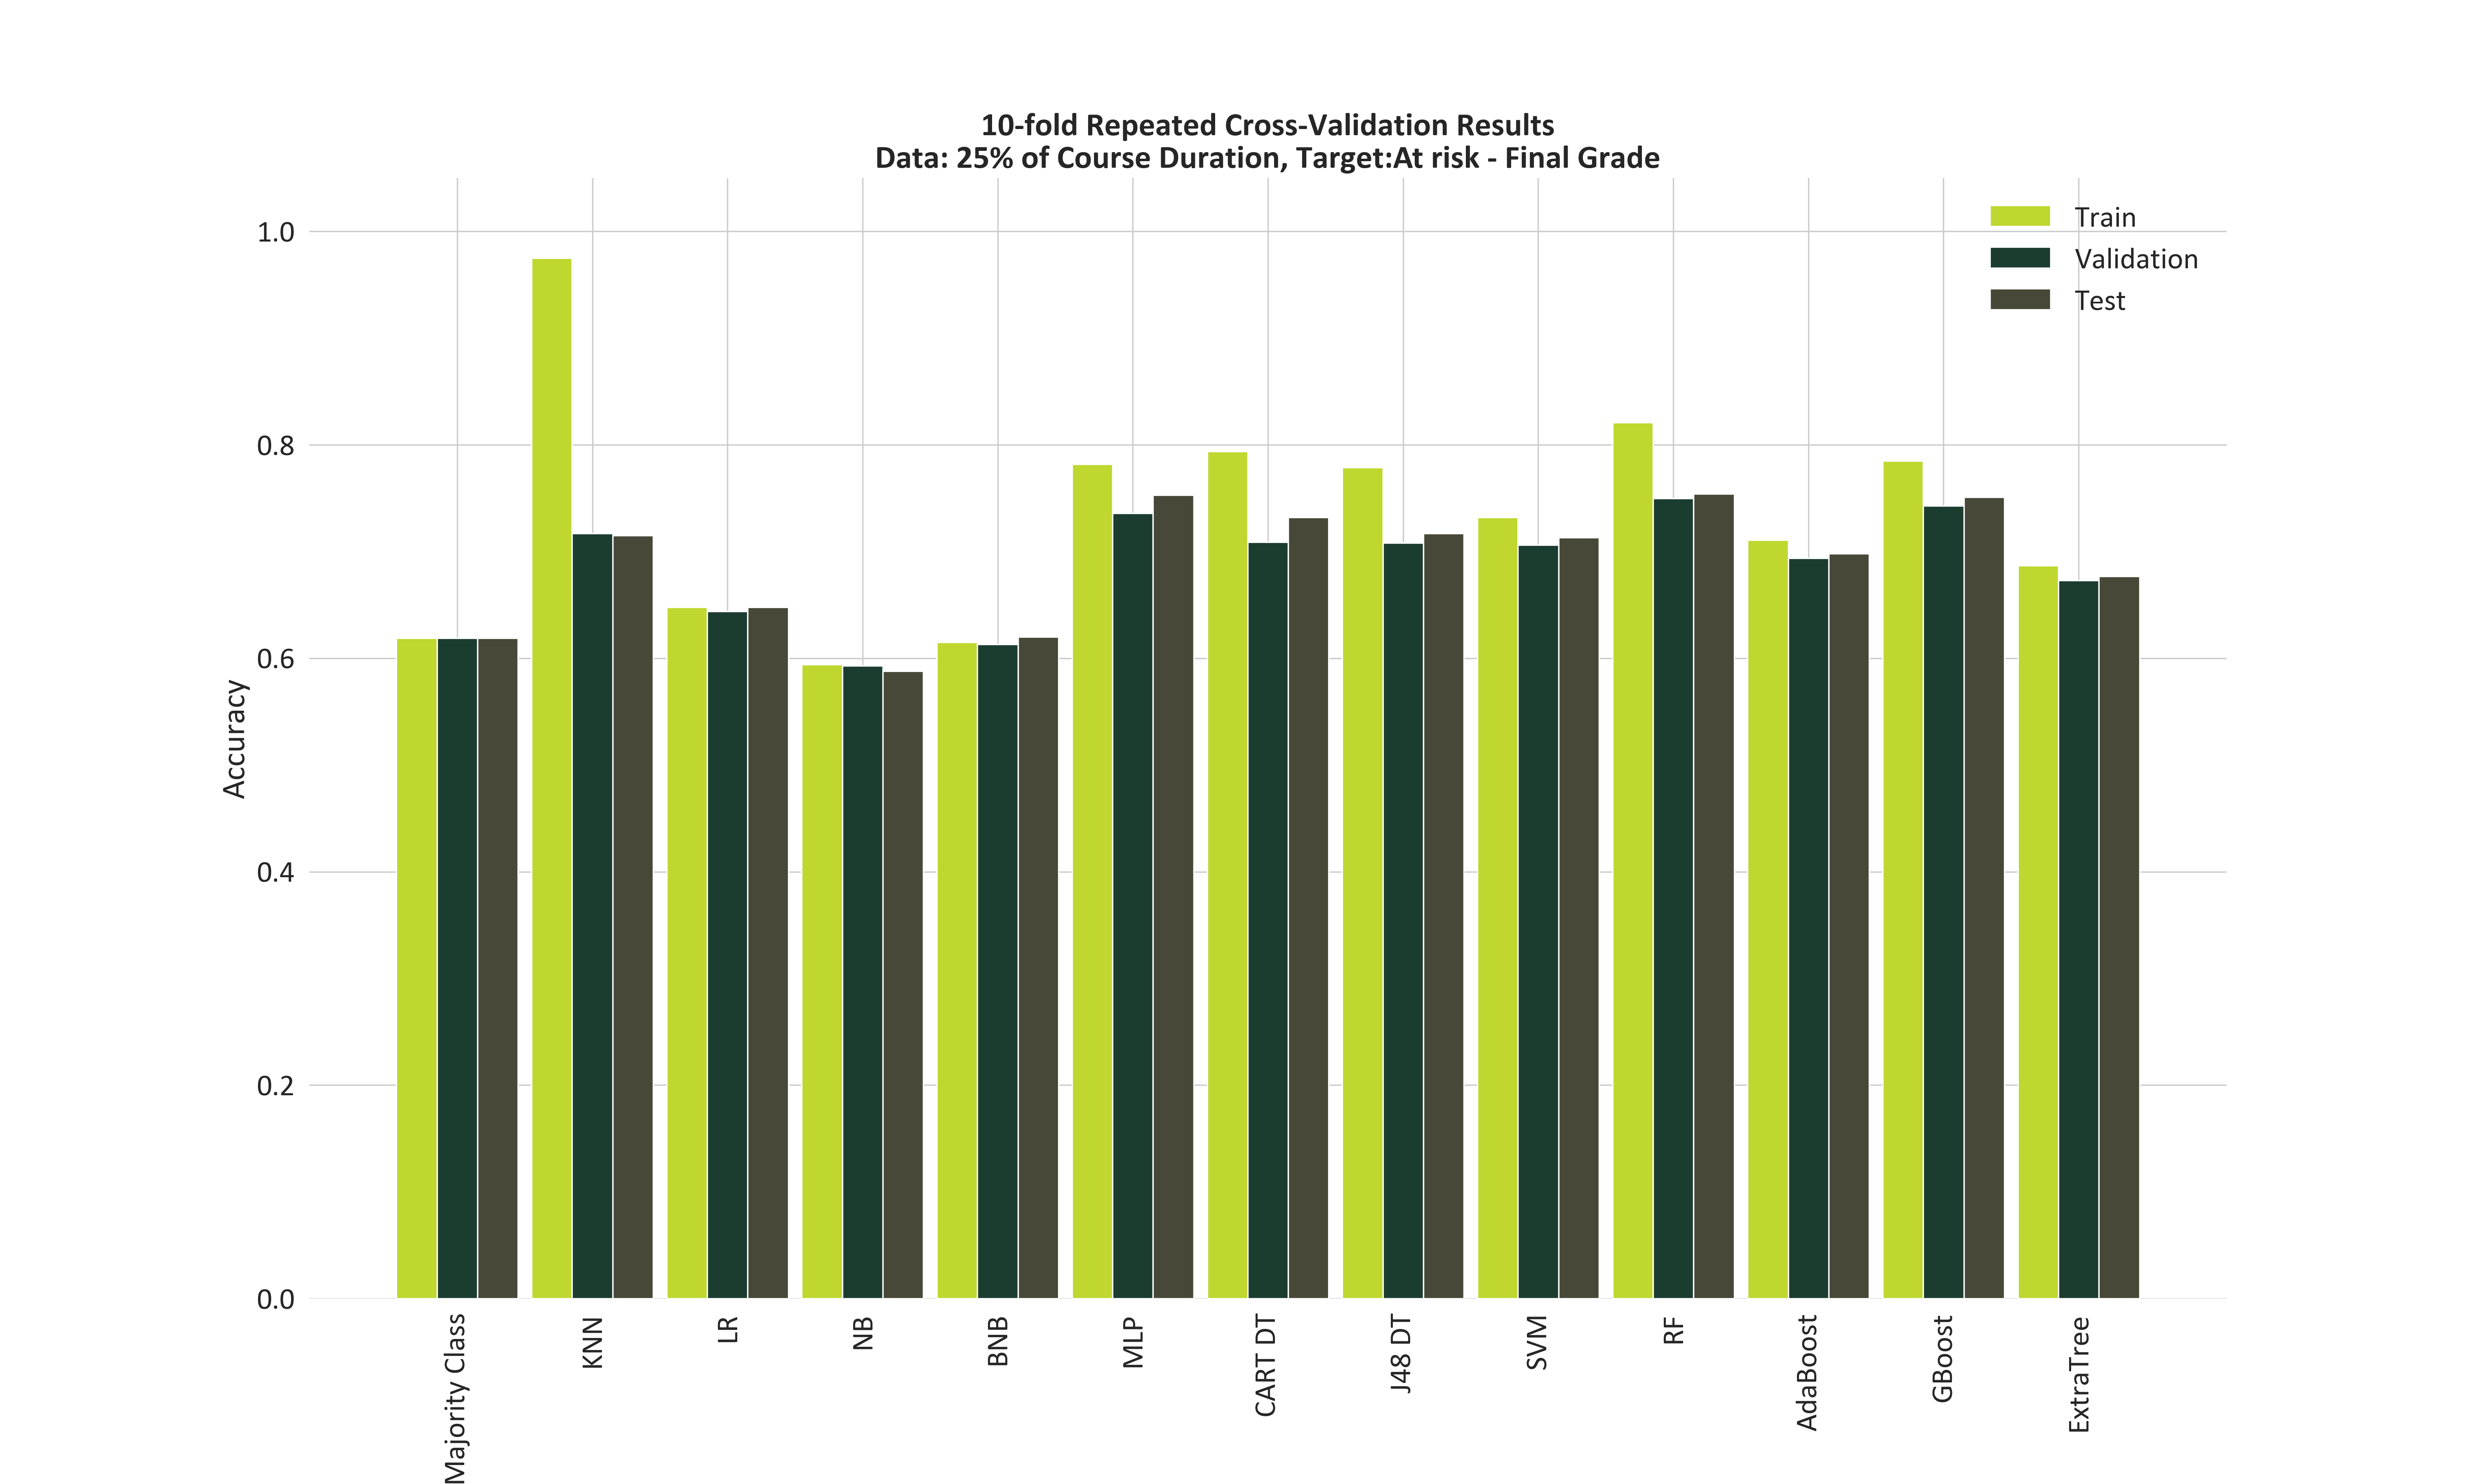 10-fold Repeated Cross-Validation Results
Data: 25% of Course Duration, Target:At risk - Final Grade
Train
Validation
Test
1.0
0.8
0.6
0.4
0.2
0.0
Accuracy
Majority Class
KNN
LR
NB
BNB
MLP
CART DT
J48 DT
SVM
RF
AdaBoost
GBoost
ExtraTree